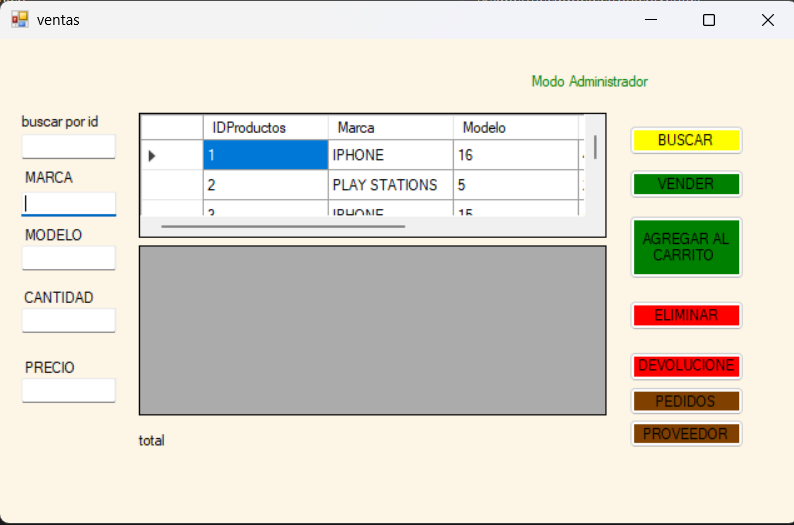 ventas
Modo Administrador
buscar por id
MARCA
MODELO
CANTIDAD
PRECIO
IDProductos Marca Modelo
1 IPHONE 16
2 PLAY STATIONS 5
3 IPHONE 15
total
BUSCAR
VENDER
AGREGAR AL
CARRITO
ELIMINAR
DEVOLUCIONE
PEDIDOS
PROVEEDOR